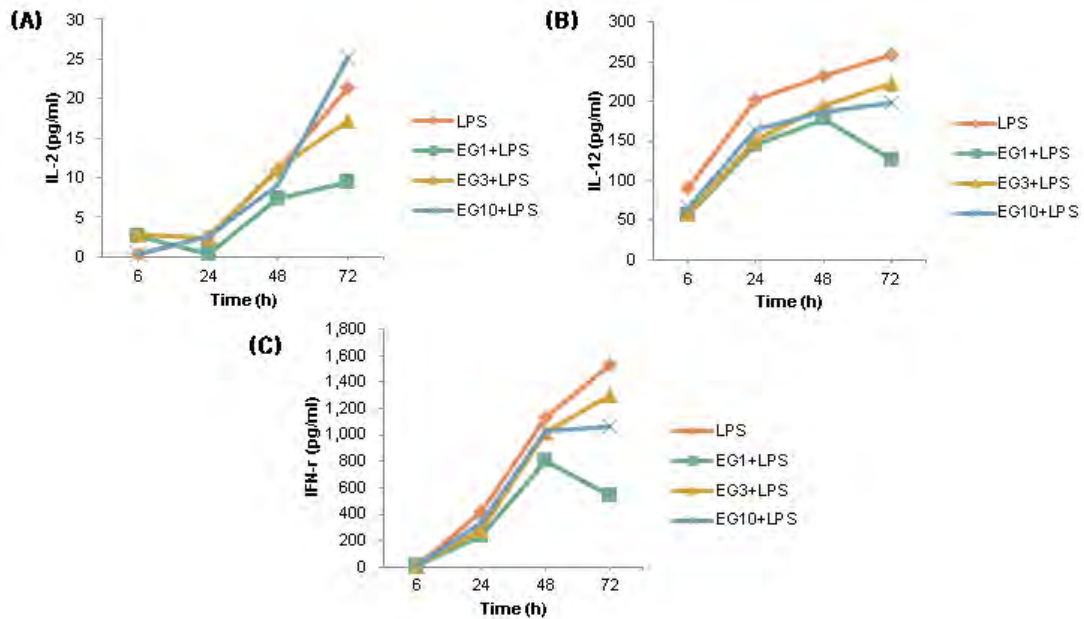 (A)
30
25
20
15
10
5
0
IL-2 (pg/ml)
6 24 48 72
Time (h)
LPS
EG1+LPS
EG3+LPS
EG10+LPS
(B)
300
250
200
150
100
50
0
IL-12 (pg/ml)
6 24 48 72
Time (h)
LPS
EG1+LPS
EG3+LPS
EG10+LPS
(C)
1,800
1,600
1,400
1,200
1,000
800
600
400
200
0
IFN-r (pg/ml)
6 24 48 72
Time (h)
LPS
EG1+LPS
EG3+LPS
EG10+LPS